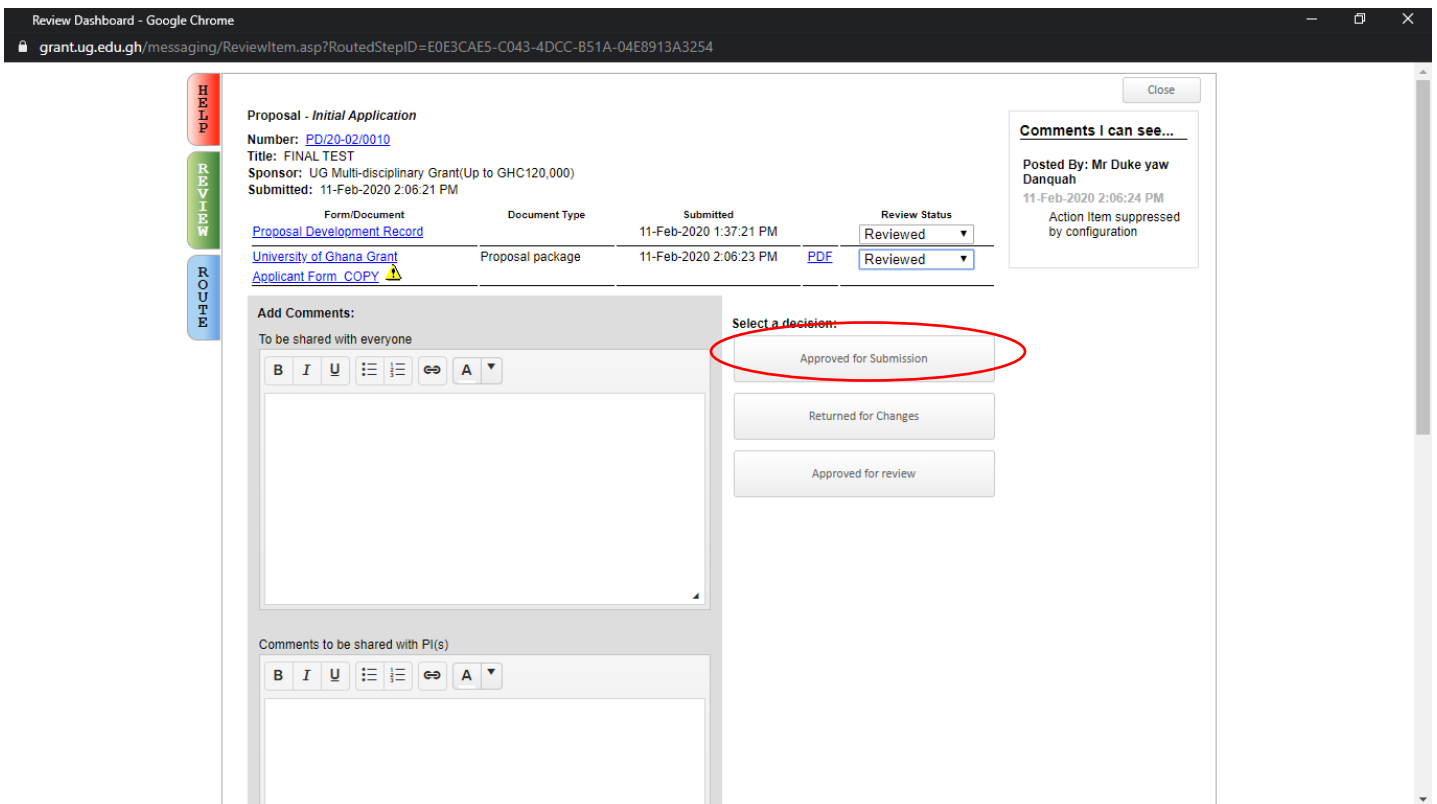 Review Dashboard - Google Chrome
grant.ug.edu.gh/messaging/ReviewItem.asp?RoutedStepID=E0E3CAE5-C043-4DCC-B51A-04E8913A3254
HELP
REVIEW
ROUTE
Close
Proposal - Initial Application
Number: PD/20-02/0010
Title: FINAL TEST
Sponsor: UG Multi-disciplinary Grant(Up to GHC120,000)
Submitted: 11-Feb-2020 2:06:21 PM
Form/Document Document Type Submitted Review Status
Proposal Development Record 11-Feb-2020 1:37:21 PM Reviewed
University of Ghana Grant Proposal package 11-Feb-2020 2:06:23 PM PDF Reviewed
Applicant Form_COPY
Comments I can see...
Posted By: Mr Duke yaw
Danquah
11-Feb-2020 2:06:24 PM
Action Item suppressed
by configuration
Add Comments:
To be shared with everyone
B I U A
Select a decision:
Approved for Submission
Returned for Changes
Approved for review
Comments to be shared with PI(s)
B I U A